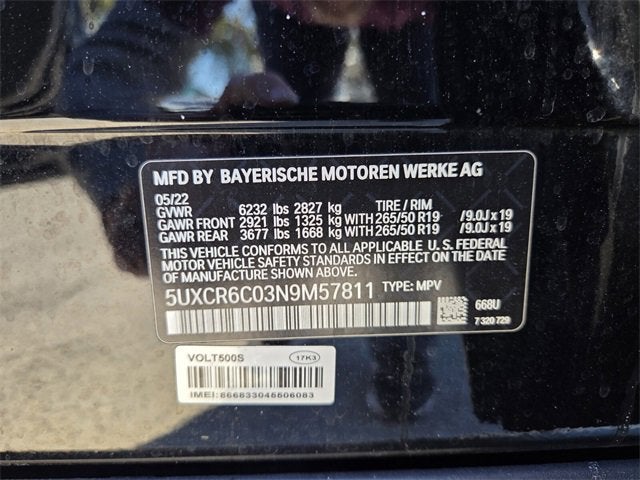 MFD BY BAYERISCHE MOTOREN WERKE AG
05/22
GVWR 6232 lbs 2827 kg TIRE / RIM
GAWR FRONT 2921 lbs 1325 kg WITH 265/50 R19 /9.0J x 19
GAWR REAR 3677 lbs 1668 kg WITH 265/50 R19 /9.0J x 19
THIS VEHICLE CONFORMS TO ALL APPLICABLE U.S. FEDERAL
MOTOR VEHICLE SAFETY STANDARDS IN EFFECT ON THE DATE
OF MANUFACTURE SHOWN ABOVE.
5UXCR6C03N9M57811 TYPE: MPV
668U
7 320 729
VOLT500S 17K3
IMEI: 866833045506083